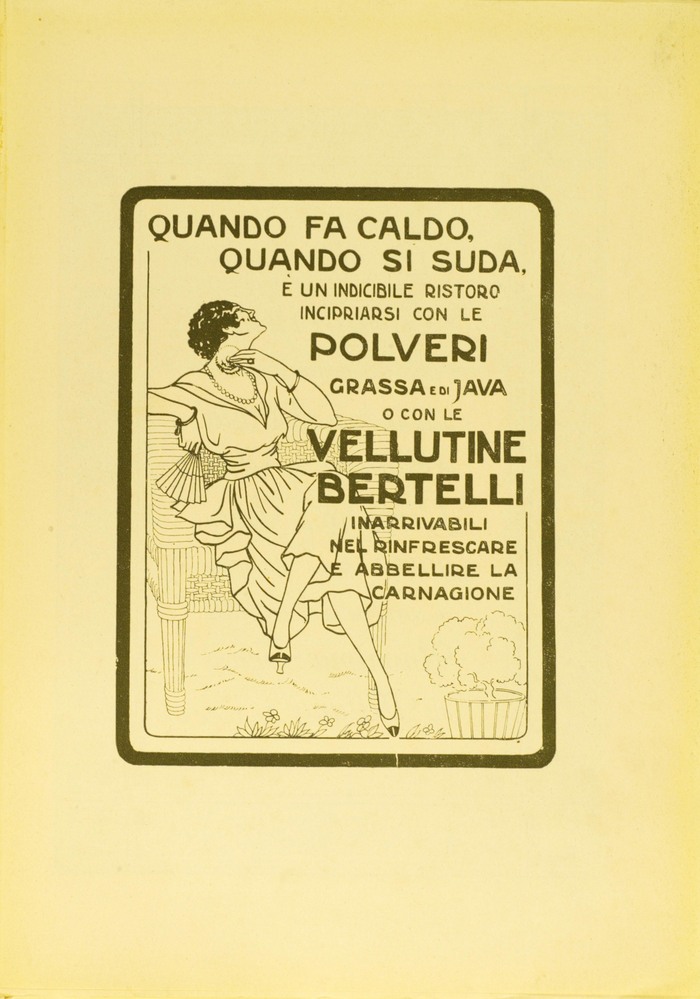 QUANDO FA CALDO,
QUANDO SI SUDA,
È UN INDICIBILE RISTORO
INCIPRIARSI CON LE
POLVERI
GRASSA E DI JAVA
O CON LE
VELLUTINE
BERTELLI
INARRIVABILI
NEL RINFRESCARE
E ABBELLIRE LA
CARNAGIONE